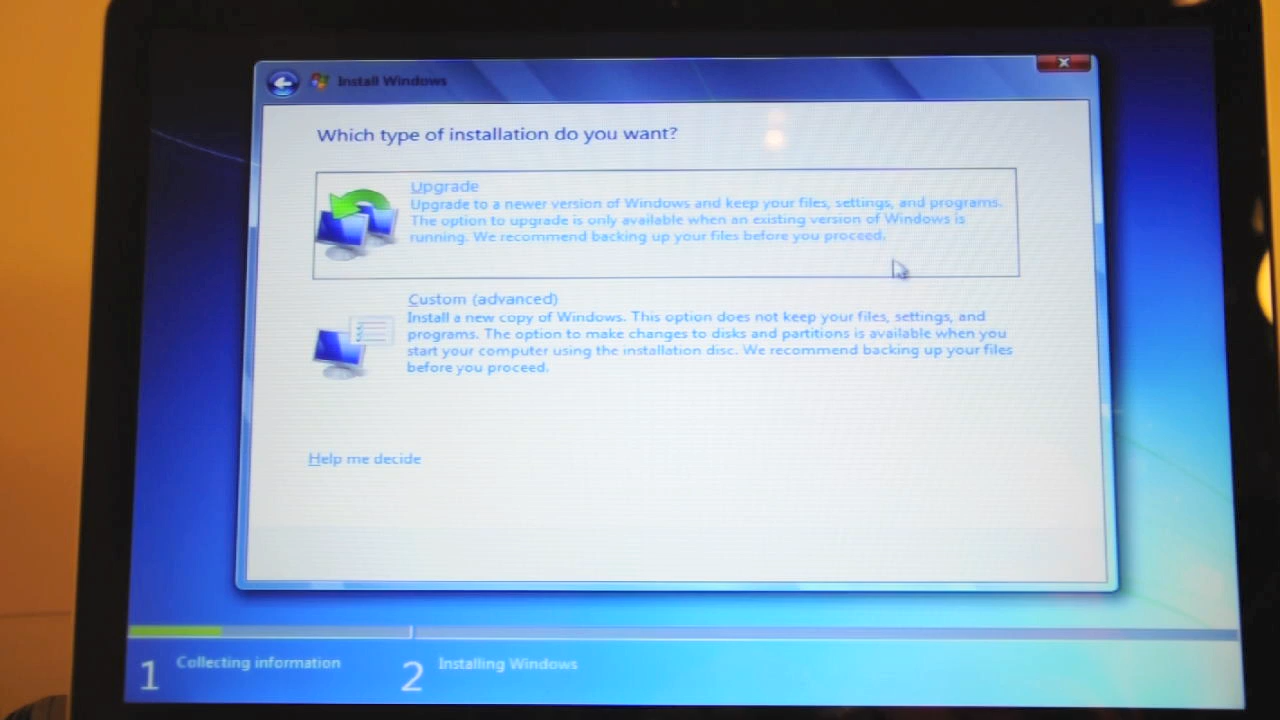 Install Windows
Which type of installation do you want?
Upgrade
Upgrade to a newer version of Windows and keep your files, settings, and programs.
The option to upgrade is only available when an existing version of Windows is
running. We recommend backing up your files before you proceed.
Custom (advanced)
Install a new copy of Windows. This option does not keep your files, settings, and
programs. The option to make changes to disks and partitions is available when you
start your computer using the installation disc. We recommend backing up your files
before you proceed.
Help me decide
1 Collecting information
2 Installing Windows